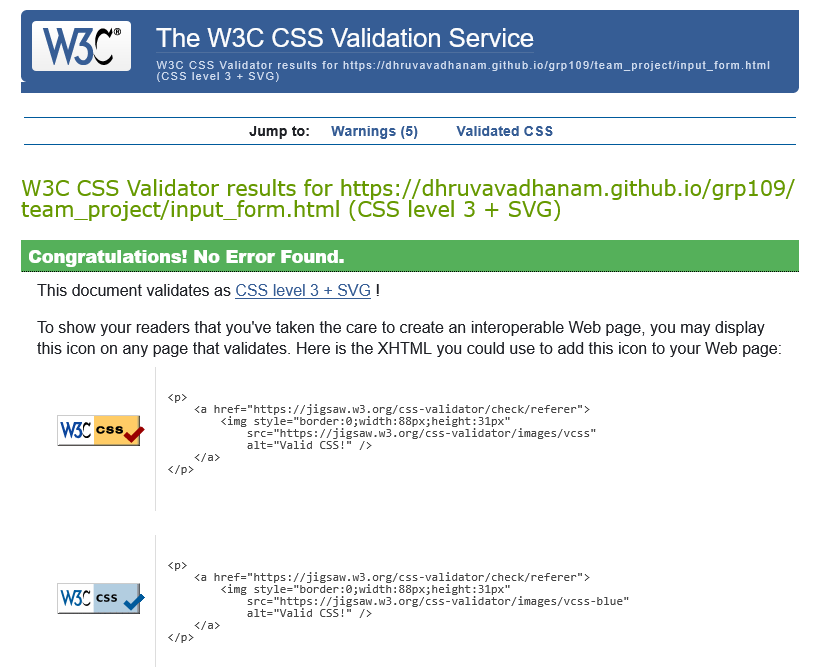 W3C®
The W3C CSS Validation Service
W3C CSS Validator results for https://dhruvavadhanam.github.io/grp109/team_project/input_form.html
(CSS level 3 + SVG)
Jump to: Warnings (5) Validated CSS
W3C CSS Validator results for https://dhruvavadhanam.github.io/grp109/
team_project/input_form.html (CSS level 3 + SVG)
Congratulations! No Error Found.
This document validates as CSS level 3 + SVG !
To show your readers that you've taken the care to create an interoperable Web page, you may display
this icon on any page that validates. Here is the XHTML you could use to add this icon to your Web page:
W3C css
<p>
    <a href="https://jigsaw.w3.org/css-validator/check/referer">
        <img style="border:0;width:88px;height:31px"
            src="https://jigsaw.w3.org/css-validator/images/vcss"
            alt="Valid CSS!" />
    </a>
</p>
W3C css
<p>
    <a href="https://jigsaw.w3.org/css-validator/check/referer">
        <img style="border:0;width:88px;height:31px"
            src="https://jigsaw.w3.org/css-validator/images/vcss-blue"
            alt="Valid CSS!" />
    </a>
</p>